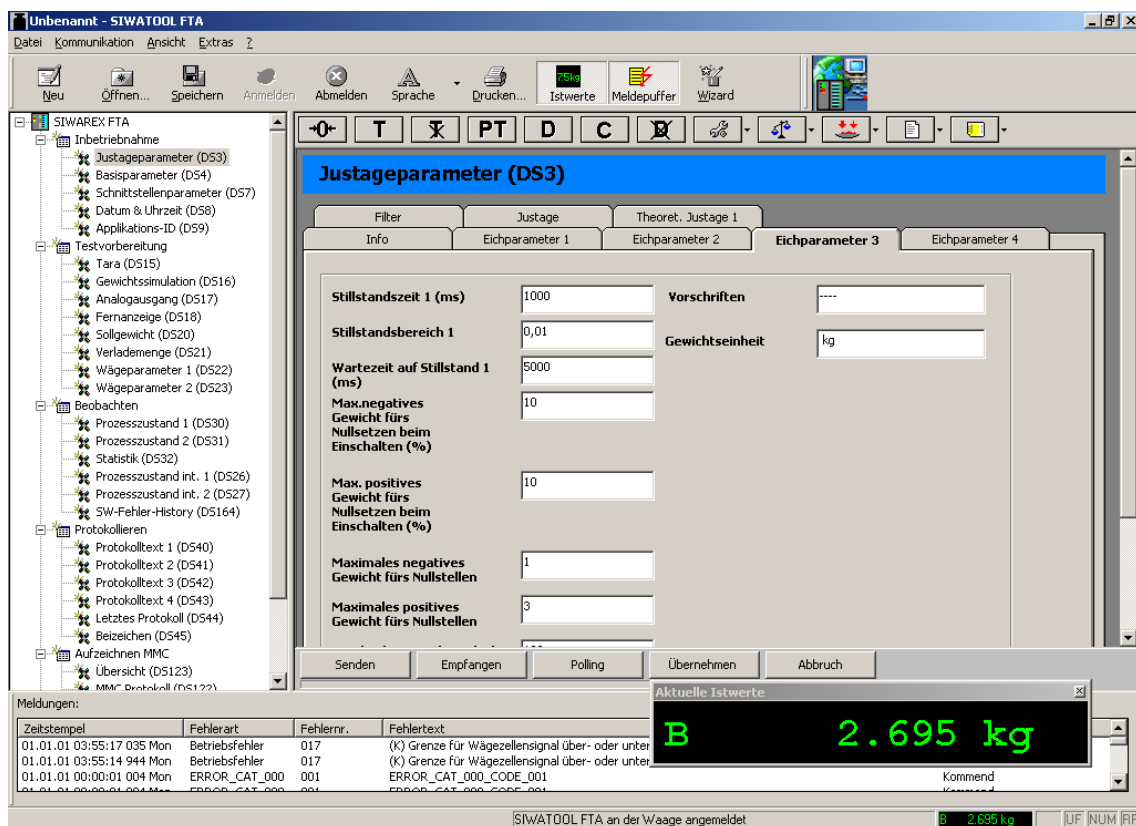 Unbenannt - SIWATOOL FTA
Datei Kommunikation Ansicht Extras ?
Neu Öffnen... Speichern Anmelden Abmelden Sprache Drucken... 7,5kg Istwerte Meldepuffer Wizard
SIWAREX FTA
Inbetriebnahme
Justageparameter (DS3)
Basisparameter (DS4)
Schnittstellenparameter (DS7)
Datum & Uhrzeit (DS8)
Applikations-ID (DS9)
Testvorbereitung
Tara (DS15)
Gewichtssimulation (DS16)
Analogausgang (DS17)
Fernanzeige (DS18)
Sollgewicht (DS20)
Verlademenge (DS21)
Wägeparameter 1 (DS22)
Wägeparameter 2 (DS23)
Beobachten
Prozesszustand 1 (DS30)
Prozesszustand 2 (DS31)
Statistik (DS32)
Prozesszustand int. 1 (DS26)
Prozesszustand int. 2 (DS27)
SW-Fehler-History (DS164)
Protokollieren
Protokolltext 1 (DS40)
Protokolltext 2 (DS41)
Protokolltext 3 (DS42)
Protokolltext 4 (DS43)
Letztes Protokoll (DS44)
Beizeichen (DS45)
Aufzeichnen MMC
Übersicht (DS123)
MMC Protokoll (DS122)
0 T T PT D C D
Justageparameter (DS3)
Filter Justage Theoret. Justage 1
Info Eichparameter 1 Eichparameter 2 Eichparameter 3 Eichparameter 4
Stillstandszeit 1 (ms) 1000 Vorschriften ----
Stillstandsbereich 1 0,01 Gewichtseinheit kg
Wartezeit auf Stillstand 1 5000
(ms)
Max.negatives 10
Gewicht fürs
Nullsetzen beim
Einschalten (%)
Max. positives 10
Gewicht fürs
Nullsetzen beim
Einschalten (%)
Maximales negatives 1
Gewicht fürs Nullstellen
Maximales positives 3
Gewicht fürs Nullstellen
Senden Empfangen Polling Übernehmen Abbruch
Meldungen:
Zeitstempel Fehlerart Fehlernr. Fehlertext
01.01.01 03:55:17 035 Mon Betriebsfehler 017 (K) Grenze für Wägezellensignal über- oder unter
01.01.01 03:55:14 944 Mon Betriebsfehler 017 (K) Grenze für Wägezellensignal über- oder unter
01.01.01 00:00:01 004 Mon ERROR_CAT_000 001 ERROR_CAT_000_CODE_001 Kommend
Aktuelle Istwerte
B 2.695 kg
SIWATOOL FTA an der Waage angemeldet B 2.695 kg UF NUM RF